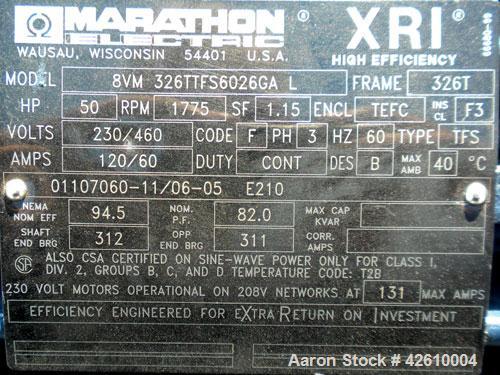 MARATHON XRI®
ELECTRIC®
WAUSAU, WISCONSIN 54401 U.S.A. HIGH EFFICIENCY
MODEL 8VM 326TTFS6026GA L FRAME 326T
HP 50 RPM 1775 SF 1.15 ENCL TEFC INS CL F3
VOLTS 230/460 CODE F PH 3 HZ 60 TYPE TFS
AMPS 120/60 DUTY CONT DES B MAX AMB 40 °C
01107060-11/06-05 E210
NEMA NOM EFF 94.5 NOM. P.F. 82.0 MAX CAP KVAR
SHAFT END BRG 312 OPP END BRG 311 CORR. AMPS
ALSO CSA CERTIFIED ON SINE-WAVE POWER ONLY FOR CLASS I,
DIV. 2, GROUPS B, C, AND D TEMPERATURE CODE: T2B
230 VOLT MOTORS OPERATIONAL ON 208V NETWORKS AT 131 MAX AMPS
EFFICIENCY ENGINEERED FOR EXTRA RETURN ON INVESTMENT
Aaron Stock # 42610004